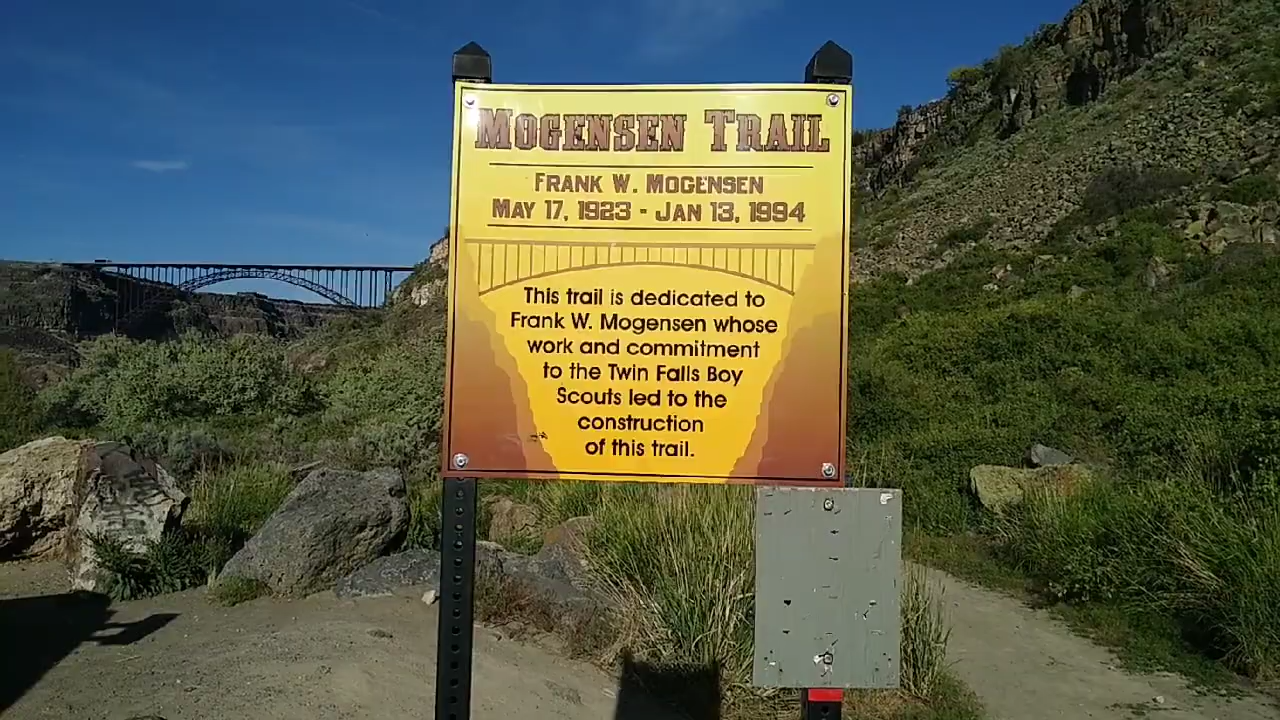 MOGENSEN TRAIL
FRANK W. MOGENSEN
MAY 17, 1923 - JAN 13, 1994
This trail is dedicated to
Frank W. Mogensen whose
work and commitment
to the Twin Falls Boy
Scouts led to the
construction
of this trail.